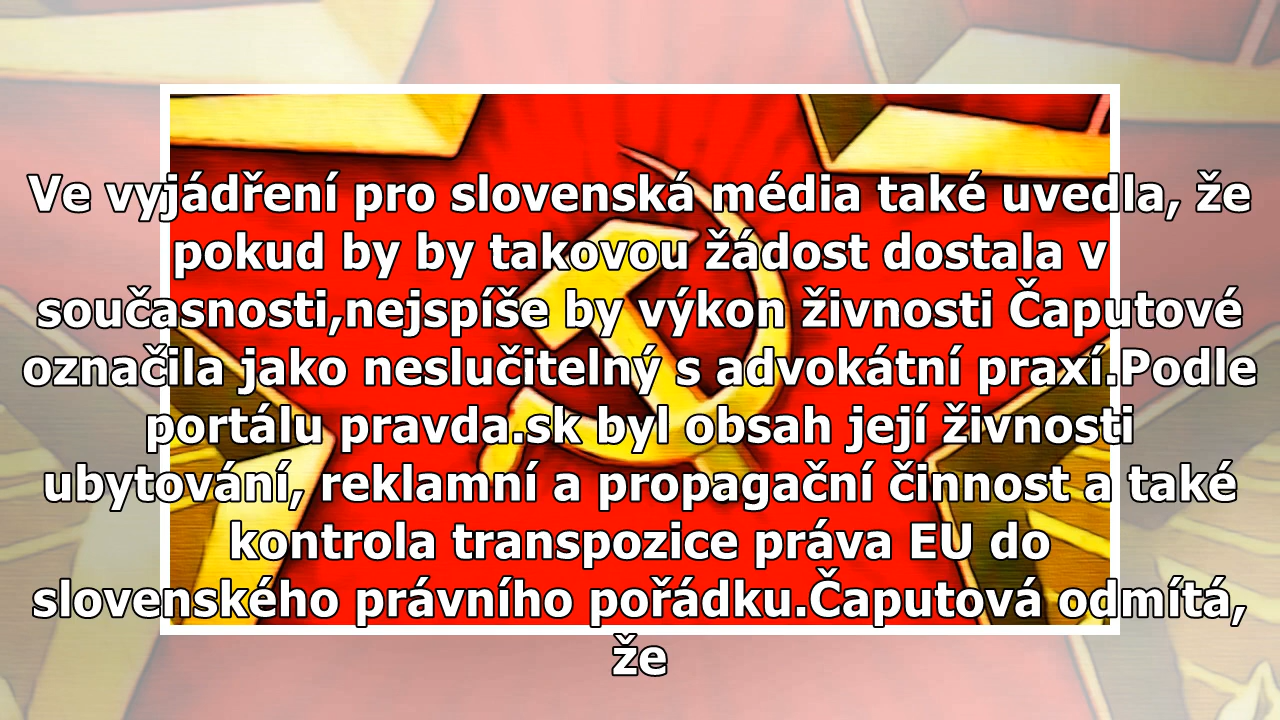 Ve vyjádření pro slovenská média také uvedla, že
pokud by by takovou žádost dostala v
současnosti,nejspíše by výkon živnosti Čaputové
označila jako neslučitelný s advokátní praxí.Podle
portálu pravda.sk byl obsah její živnosti
ubytování, reklamní a propagační činnost a také
kontrola transpozice práva EU do
slovenského právního pořádku.Čaputová odmítá,
že